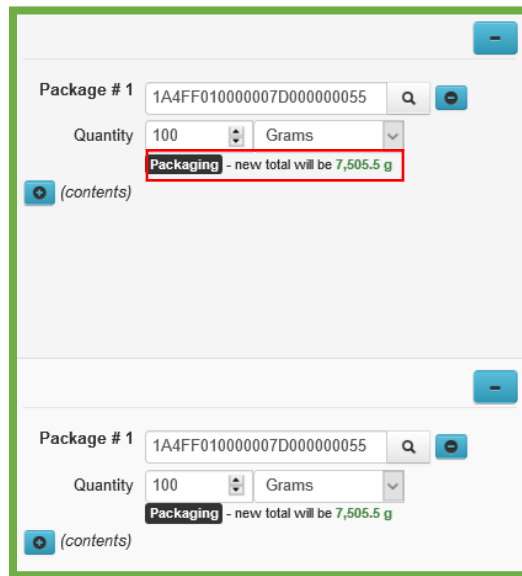 Package # 1 1A4FF010000007D000000055
Quantity 100 Grams
Packaging - new total will be 7,505.5 g
(contents)
Package # 1 1A4FF010000007D000000055
Quantity 100 Grams
Packaging - new total will be 7,505.5 g
(contents)